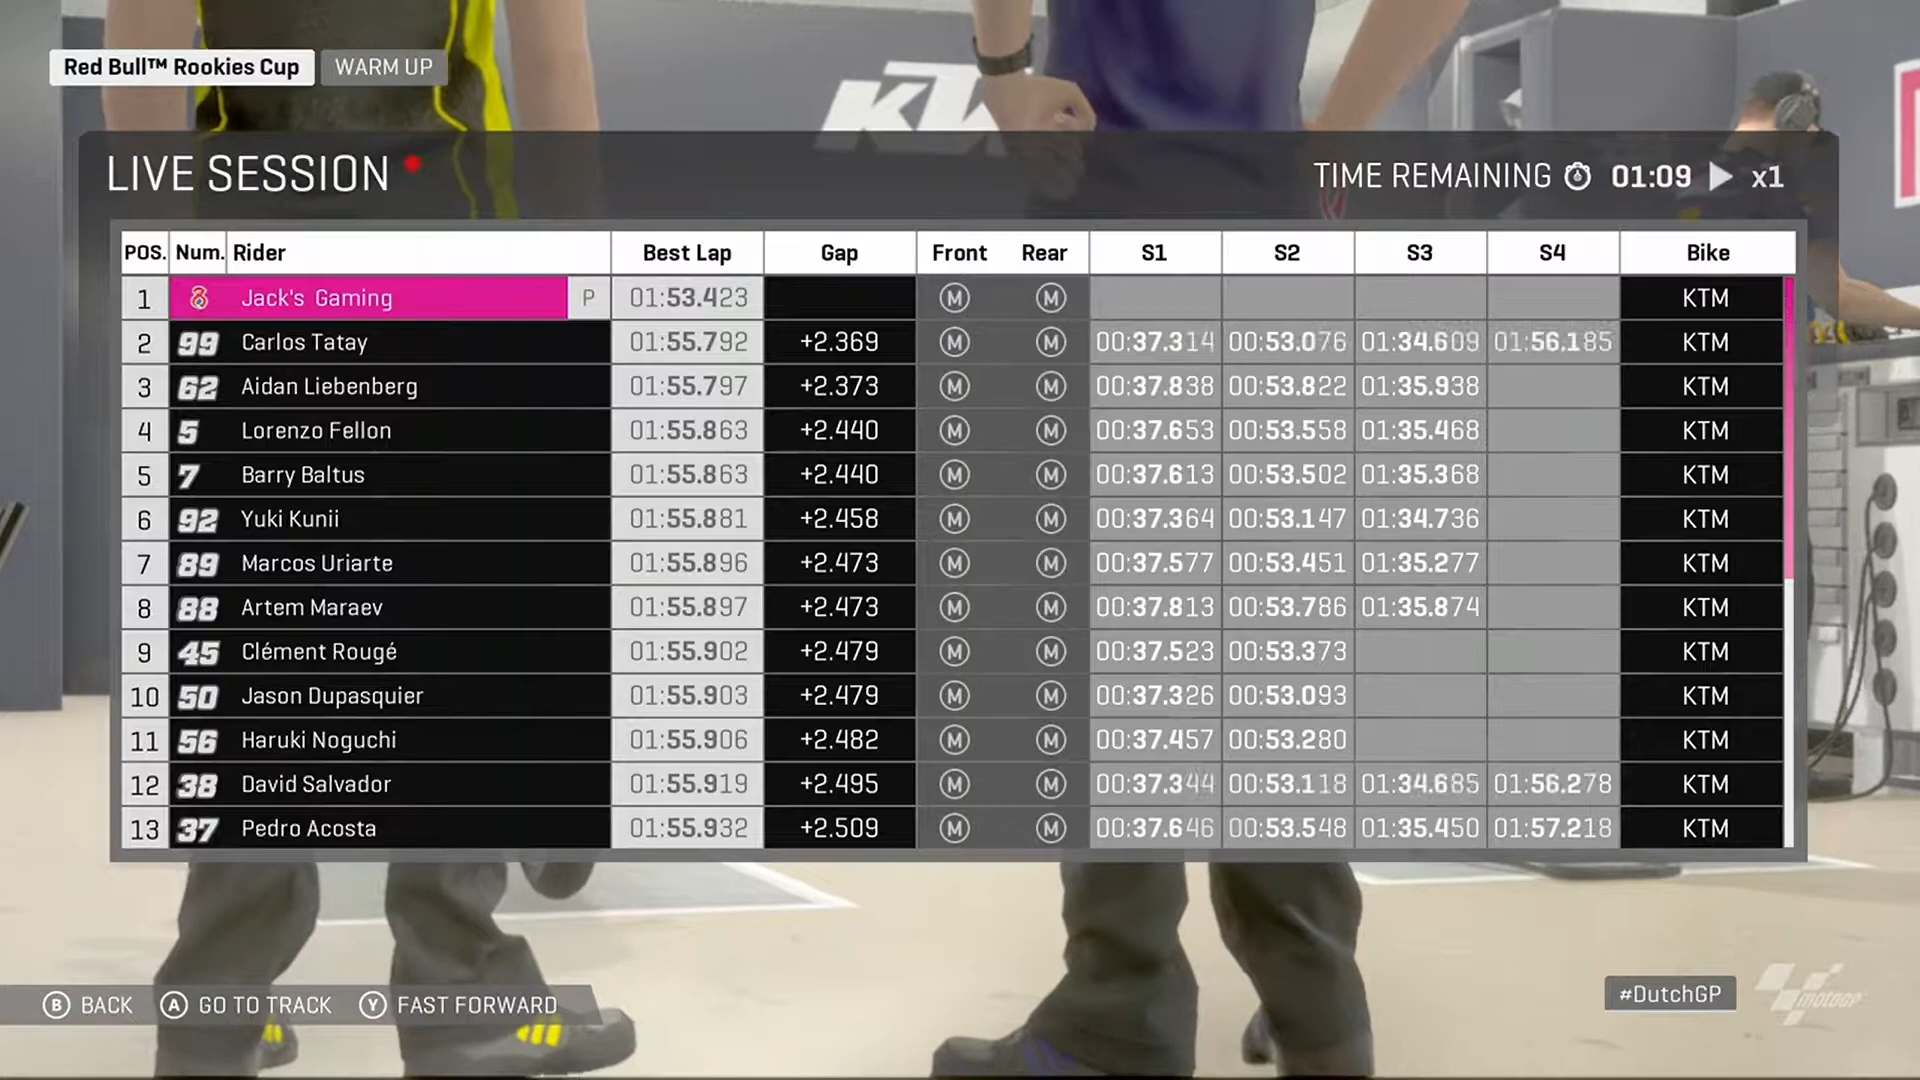 Red Bull™ Rookies Cup WARM UP
KTM
LIVE SESSION
TIME REMAINING 01:09 x1
POS. Num. Rider Best Lap Gap Front Rear S1 S2 S3 S4 Bike
1 8 Jack's Gaming P 01:53.423 M M KTM
2 99 Carlos Tatay 01:55.792 +2.369 M M 00:37.314 00:53.076 01:34.609 01:56.185 KTM
3 62 Aidan Liebenberg 01:55.797 +2.373 M M 00:37.838 00:53.822 01:35.938 KTM
4 5 Lorenzo Fellon 01:55.863 +2.440 M M 00:37.653 00:53.558 01:35.468 KTM
5 7 Barry Baltus 01:55.863 +2.440 M M 00:37.613 00:53.502 01:35.368 KTM
6 92 Yuki Kunii 01:55.881 +2.458 M M 00:37.364 00:53.147 01:34.736 KTM
7 89 Marcos Uriarte 01:55.896 +2.473 M M 00:37.577 00:53.451 01:35.277 KTM
8 88 Artem Maraev 01:55.897 +2.473 M M 00:37.813 00:53.786 01:35.874 KTM
9 45 Clément Rougé 01:55.902 +2.479 M M 00:37.523 00:53.373 KTM
10 50 Jason Dupasquier 01:55.903 +2.479 M M 00:37.326 00:53.093 KTM
11 56 Haruki Noguchi 01:55.906 +2.482 M M 00:37.457 00:53.280 KTM
12 38 David Salvador 01:55.919 +2.495 M M 00:37.344 00:53.118 01:34.685 01:56.278 KTM
13 37 Pedro Acosta 01:55.932 +2.509 M M 00:37.646 00:53.548 01:35.450 01:57.218 KTM
B BACK A GO TO TRACK Y FAST FORWARD
#DutchGP
motoGP